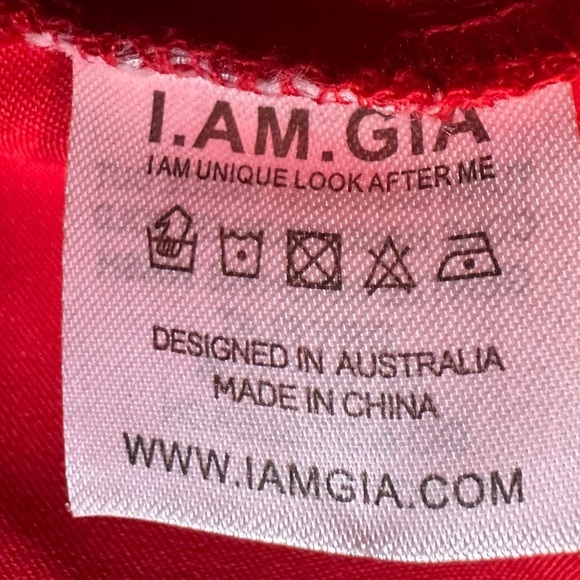 I.AM.GIA
I AM UNIQUE LOOK AFTER ME
DESIGNED IN AUSTRALIA
MADE IN CHINA
WWW.IAMGIA.COM